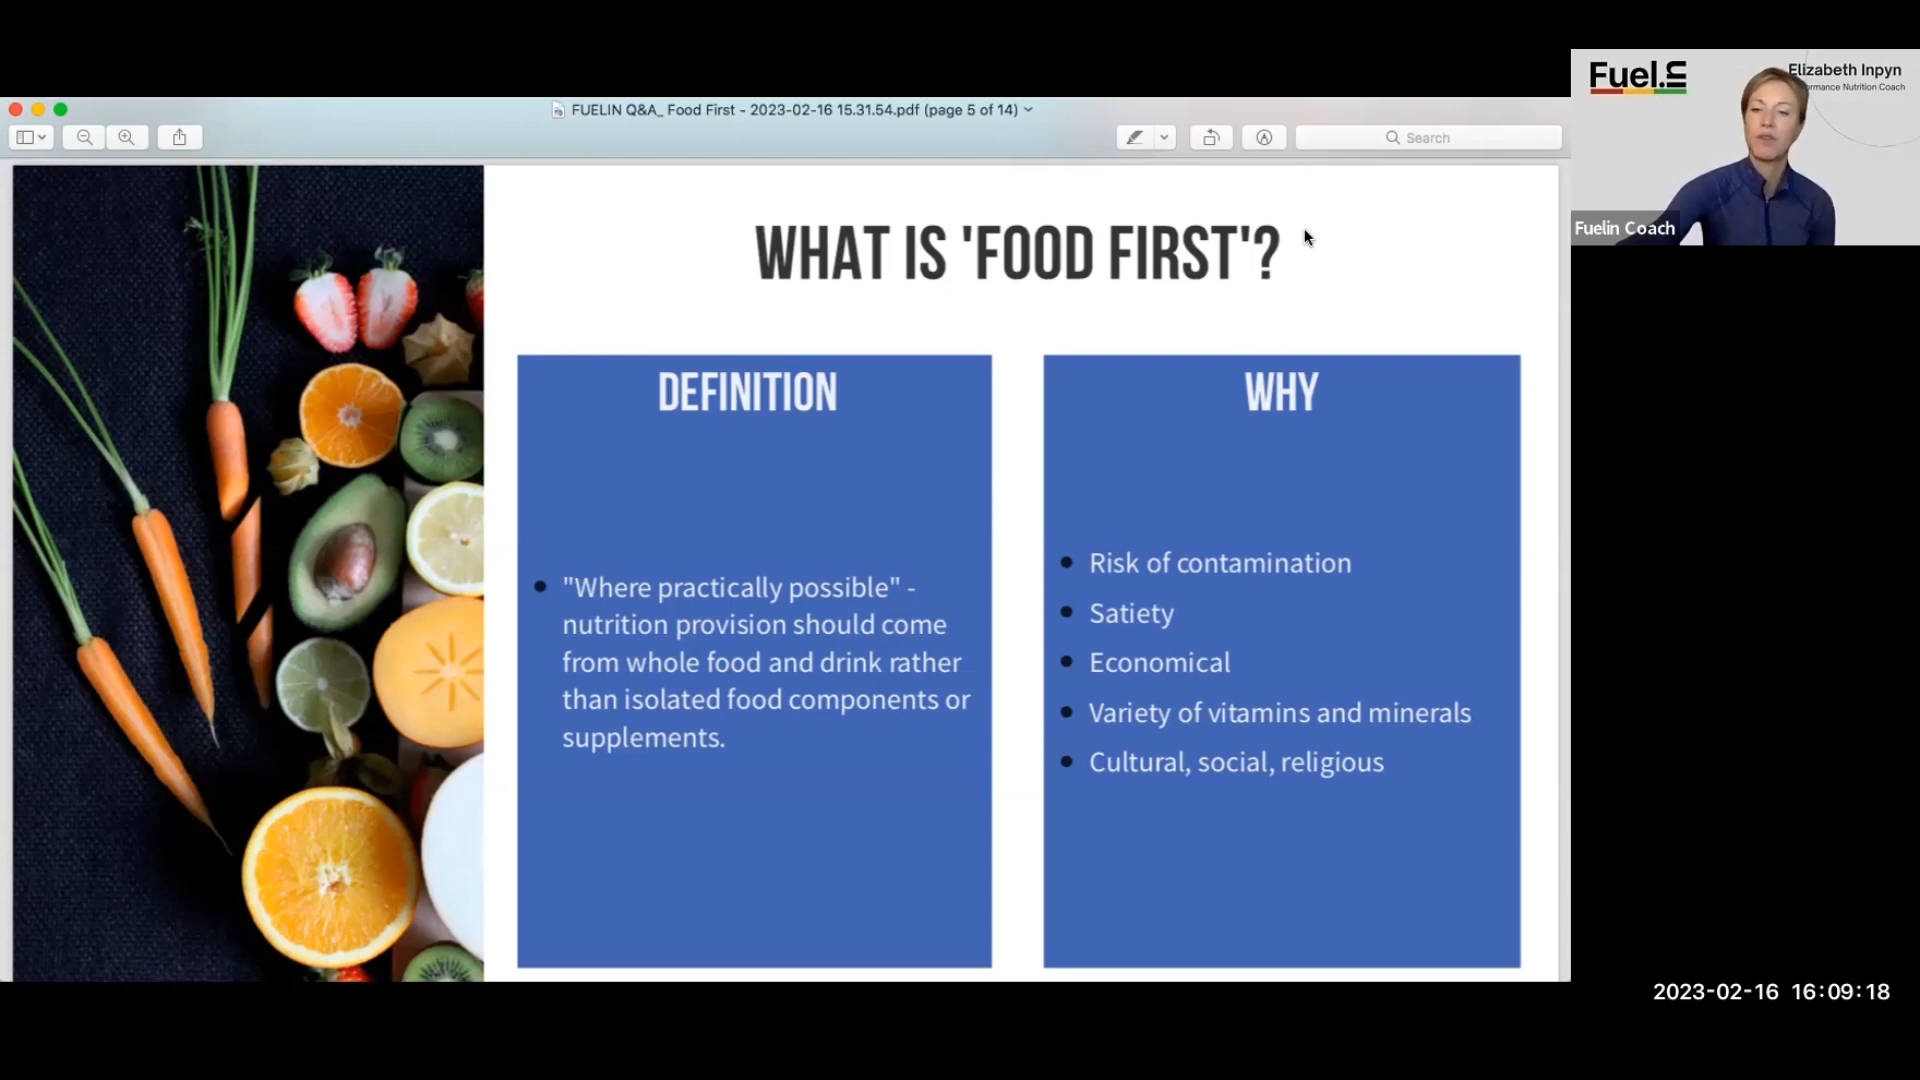 FUELIN Q&A_ Food First - 2023-02-16 15.31.54.pdf (page 5 of 14)
Search
Fuel.in
Elizabeth Inpyn
ormance Nutrition Coach
Fuelin Coach
WHAT IS 'FOOD FIRST'?
DEFINITION
"Where practically possible" -
nutrition provision should come
from whole food and drink rather
than isolated food components or
supplements.
WHY
Risk of contamination
Satiety
Economical
Variety of vitamins and minerals
Cultural, social, religious
2023-02-16 16:09:18